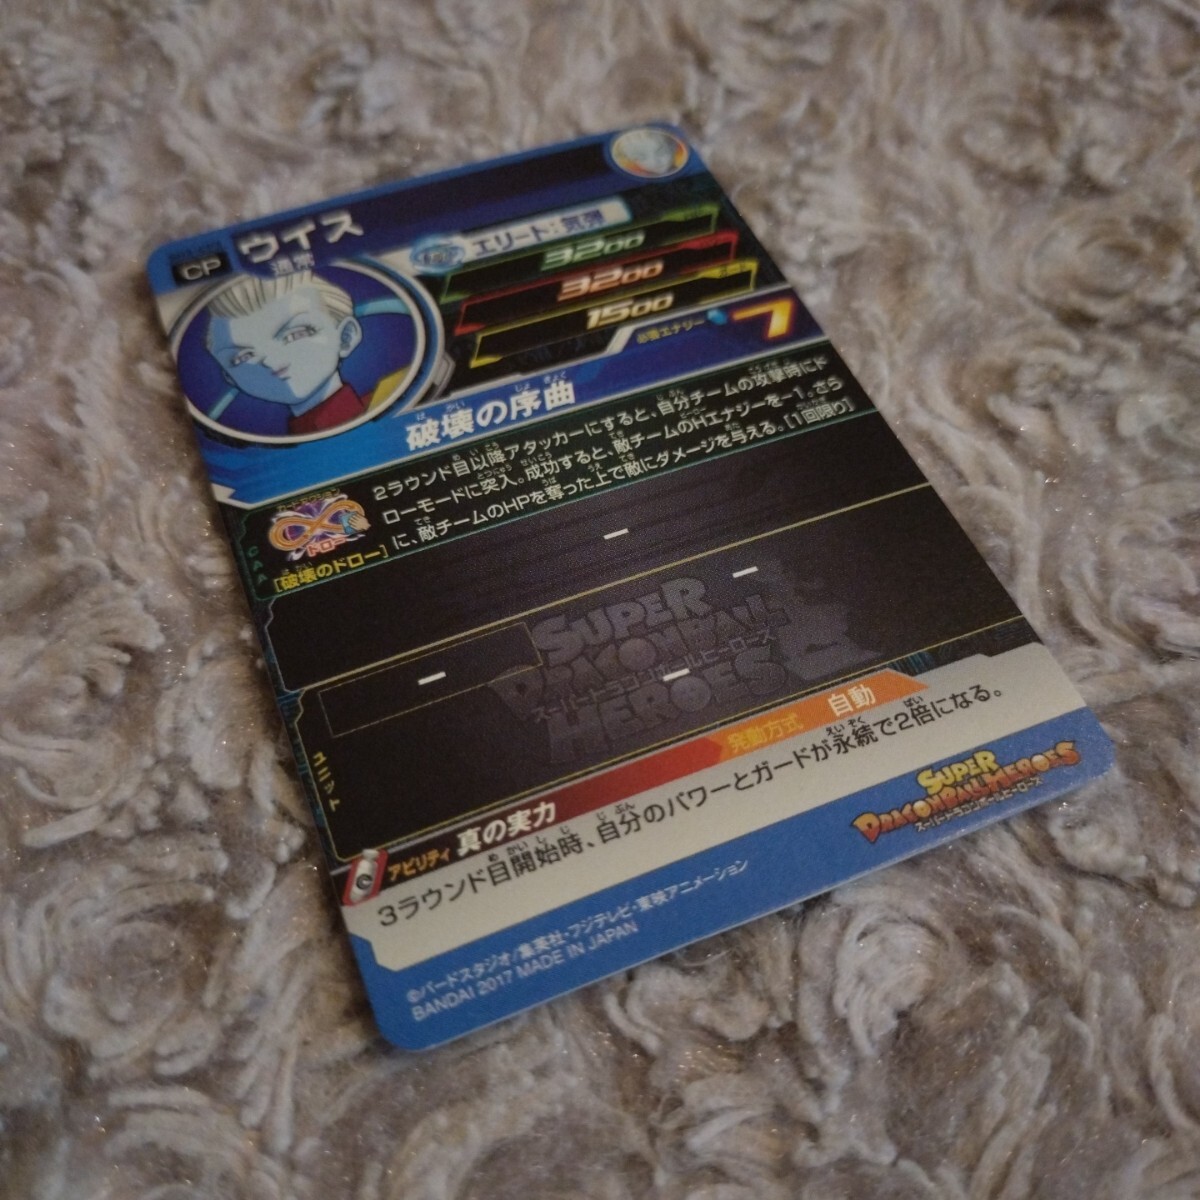 CP
ウイス
通常
エリート:気弾
3200
3200
1500
必要エナジー 7
破壊の序曲
2ラウンド目以降アタッカーにすると、自分チームの攻撃時にド
ローモードに突入。成功すると、敵チームのHエナジーを-1。さら
に、敵チームのHPを奪った上で敵にダメージを与える。[1回限り]
ドロー
[破壊のドロー]
CAA
ー
ー
ー
ー
SUPER
DRAGONBALL
スーパードラゴンボールヒーローズ
HEROES
ユニット
アビリティ 真の実力
発動方式 自動
3ラウンド目開始時、自分のパワーとガードが永続で2倍になる。
SUPER
DRAGONBALL HEROES
スーパードラゴンボールヒーローズ
©バードスタジオ/集英社・フジテレビ・東映アニメーション
BANDAI 2017 MADE IN JAPAN